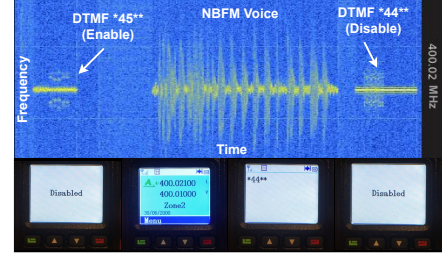 DTMF *45**
(Enable)
NBFM Voice
DTMF *44**
(Disable)
Frequency
Time
400.02 MHz
Disabled
400.02100
400.01000
Zone2
Menu
*44**
Disabled